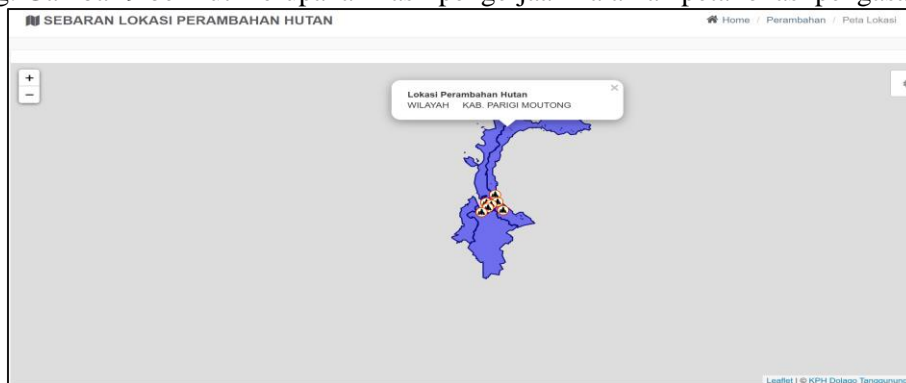 SEBARAN LOKASI PERAMBAHAN HUTAN
Home / Perambahan / Peta Lokasi
+
−
Lokasi Perambahan Hutan
×
WILAYAH KAB. PARIGI MOUTONG
Leaflet | © KPH Dolago Tanggunung